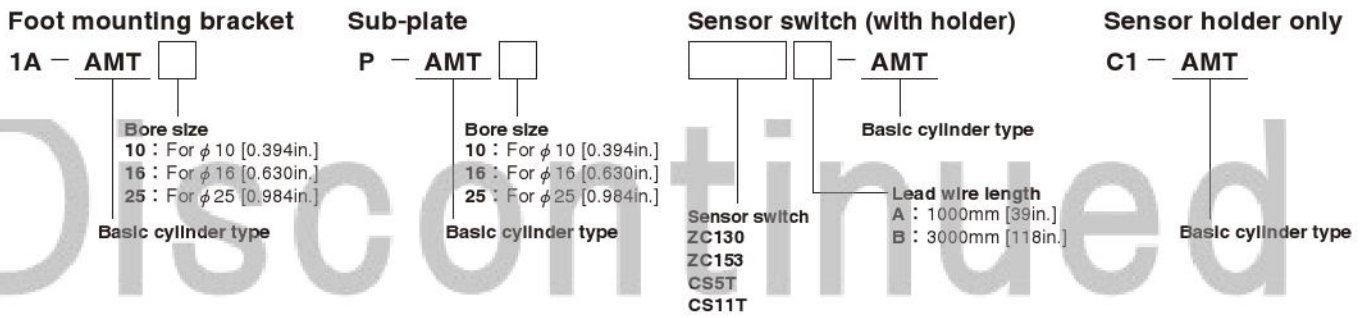 Foot mounting bracket
1A － AMT
Bore size
10：For φ10 [0.394in.]
16：For φ16 [0.630in.]
25：For φ25 [0.984in.]
Basic cylinder type
Sub-plate
P － AMT
Bore size
10：For φ10 [0.394in.]
16：For φ16 [0.630in.]
25：For φ25 [0.984in.]
Basic cylinder type
Sensor switch (with holder)
－ AMT
Basic cylinder type
Lead wire length
A：1000mm [39in.]
B：3000mm [118in.]
Sensor switch
ZC130
ZC153
CS5T
CS11T
Sensor holder only
C1 － AMT
Basic cylinder type
Discontinued